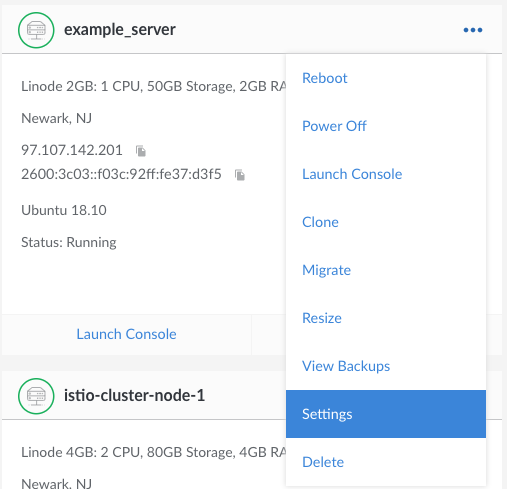 example_server
Linode 2GB: 1 CPU, 50GB Storage, 2GB RA
Newark, NJ
97.107.142.201
2600:3c03::f03c:92ff:fe37:d3f5
Ubuntu 18.10
Status: Running
Launch Console
Reboot
Power Off
Launch Console
Clone
Migrate
Resize
View Backups
Settings
Delete
istio-cluster-node-1
Linode 4GB: 2 CPU, 80GB Storage, 4GB RA
Newark, NJ